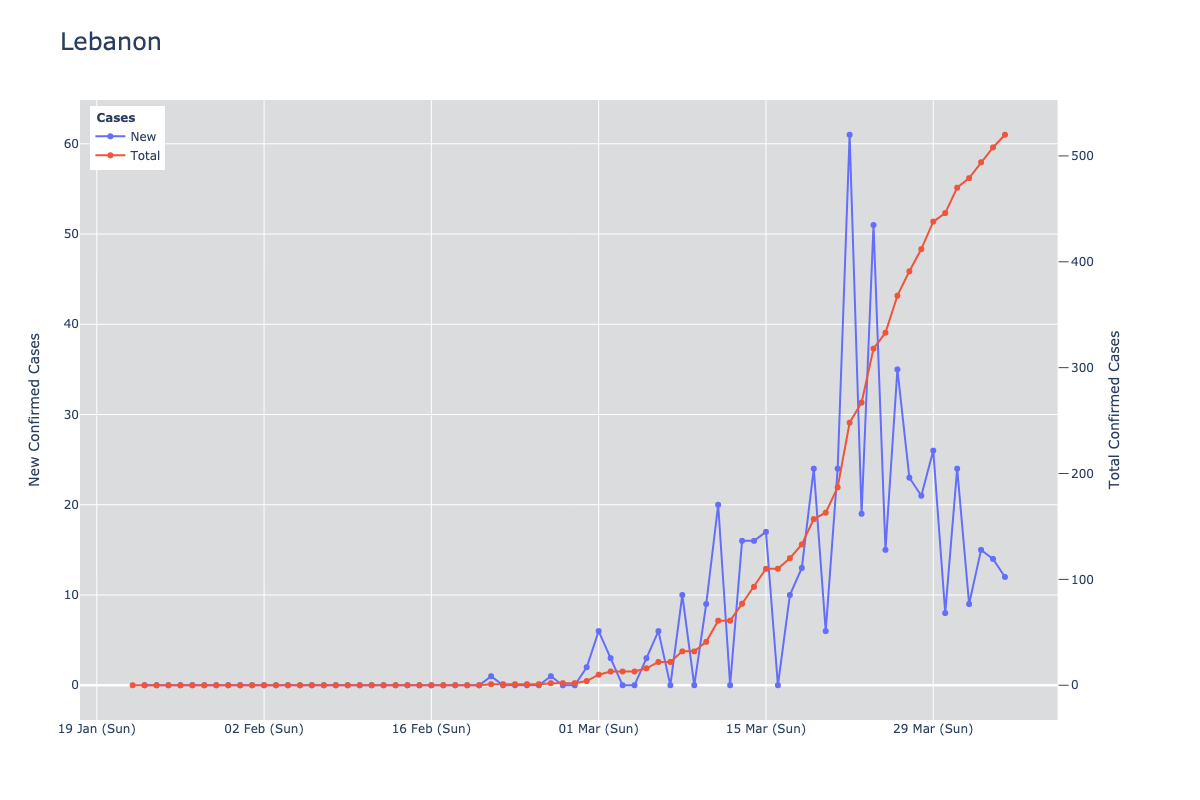 Lebanon
Cases
New
Total
60
50
40
30
20
10
0
500
400
300
200
100
0
New Confirmed Cases
Total Confirmed Cases
19 Jan (Sun)
02 Feb (Sun)
16 Feb (Sun)
01 Mar (Sun)
15 Mar (Sun)
29 Mar (Sun)